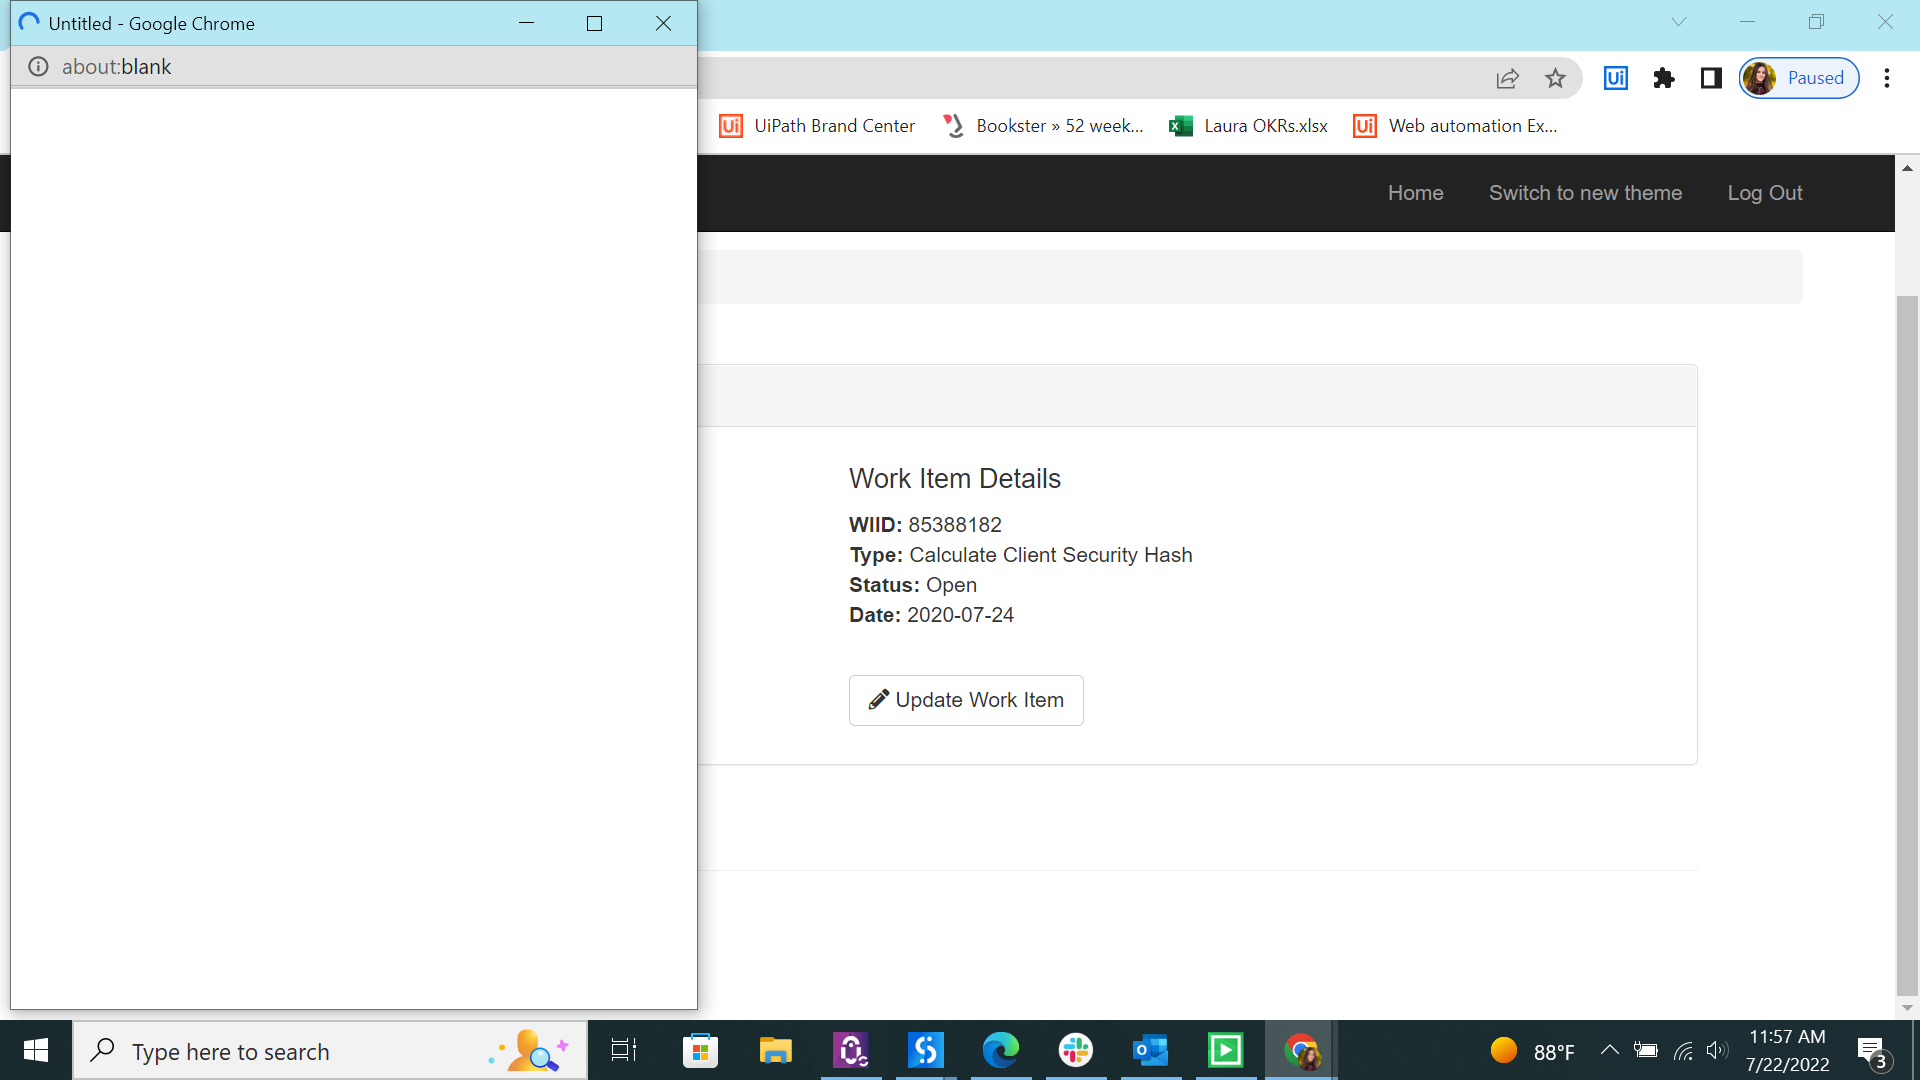 Untitled - Google Chrome
about:blank
Paused
UiPath Brand Center
Bookster » 52 week...
Laura OKRs.xlsx
Web automation Ex...
Home
Switch to new theme
Log Out
Work Item Details
WIID: 85388182
Type: Calculate Client Security Hash
Status: Open
Date: 2020-07-24
Update Work Item
Type here to search
88°F
11:57 AM
7/22/2022
3